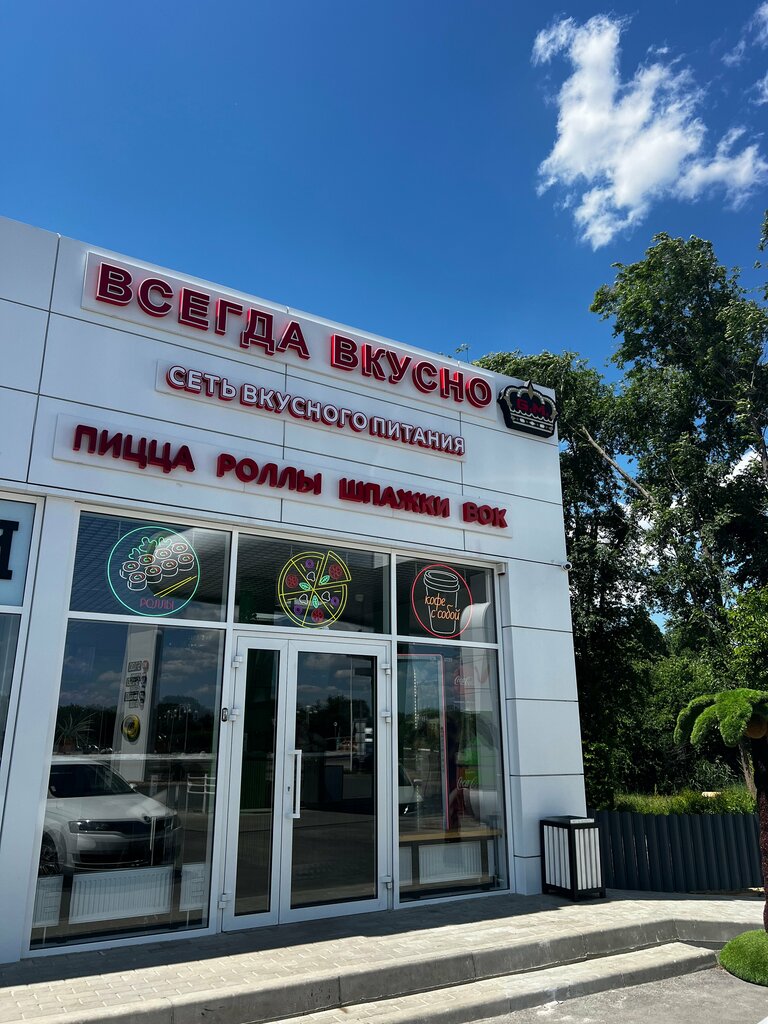 ВСЕГДА ВКУСНО
СЕТЬ ВКУСНОГО ПИТАНИЯ
ПИЦЦА РОЛЛЫ ШПАЖКИ ВОК
РОЛЛЫ
кофе
с собой